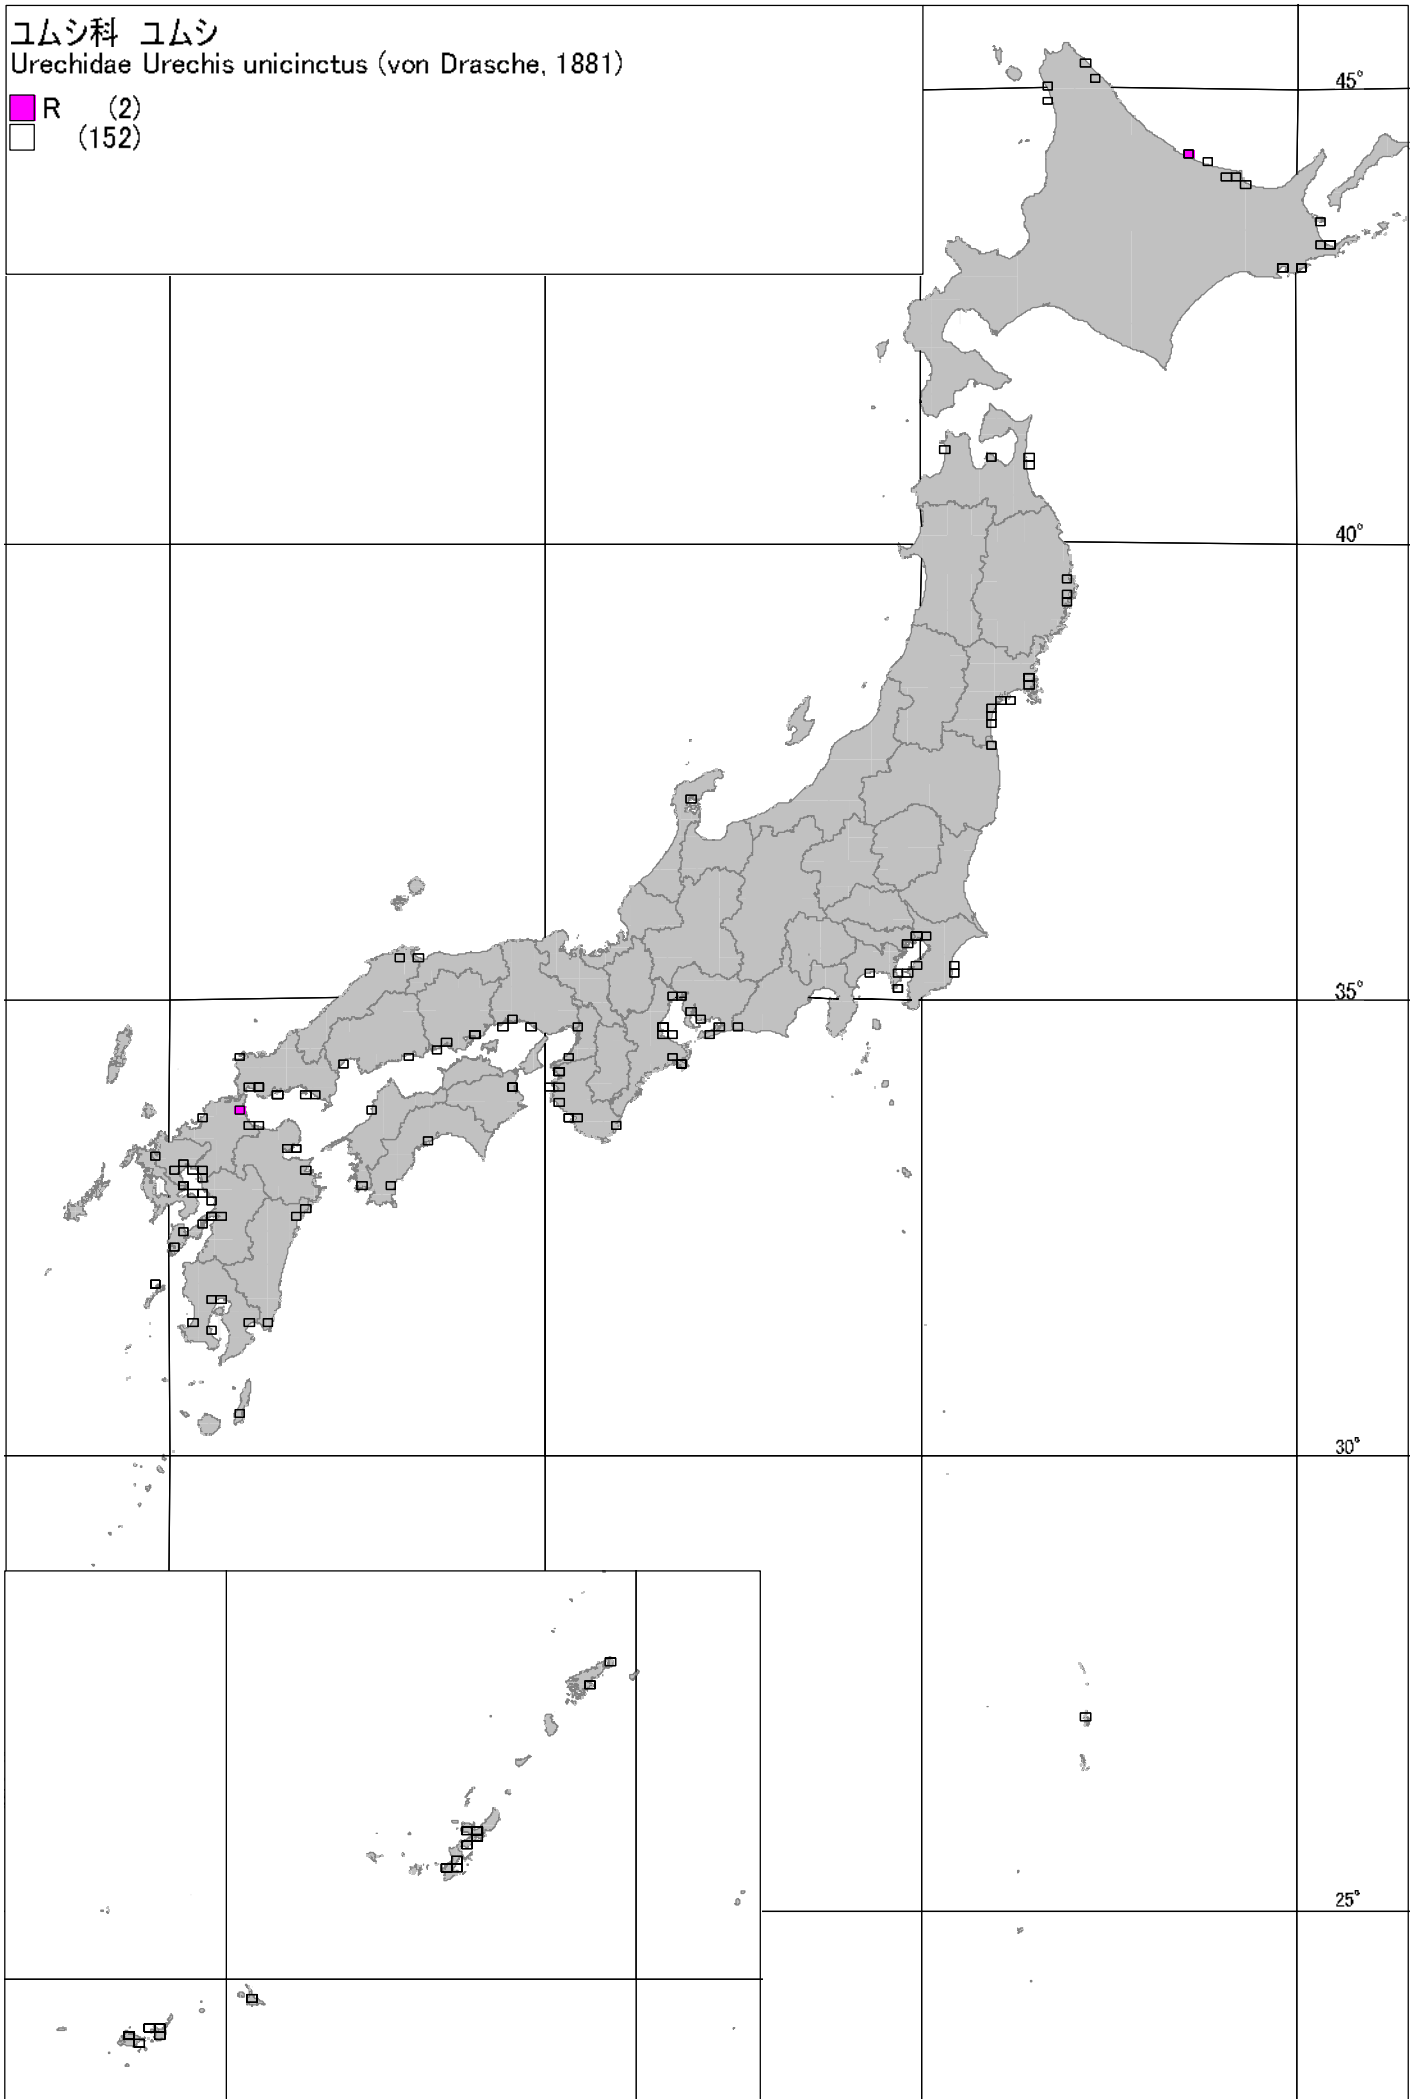 ユムシ科　ユムシ
Urechidae Urechis unicinctus (von Drasche, 1881)
R (2)
(152)
45°
40°
35°
30°
25°